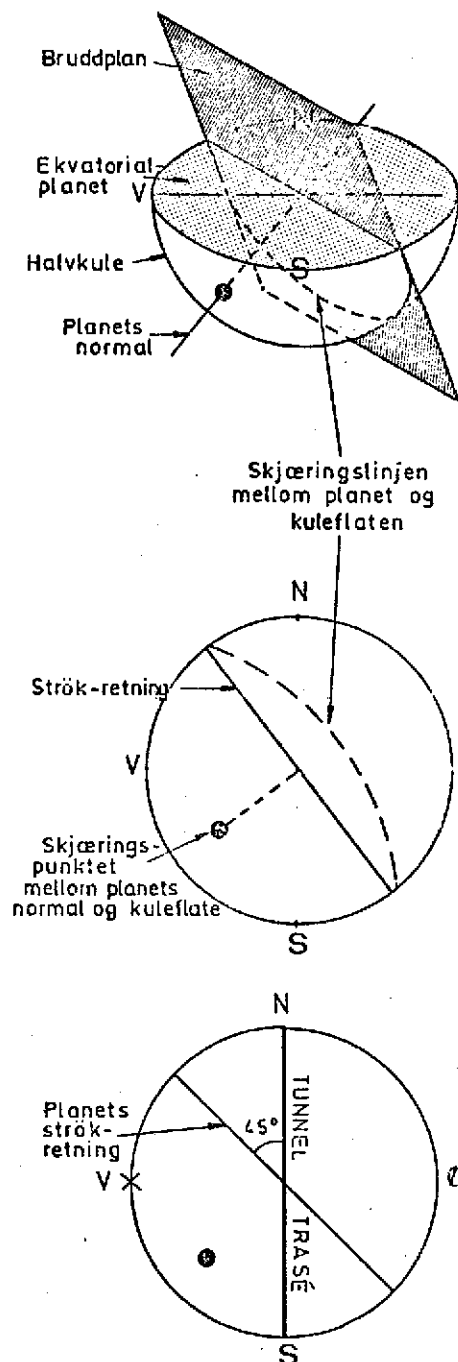 Bruddplan
Ekvatorial-
planet
V
Halvkule
S
Planets
normal
Skjæringslinjen
mellom planet og
kuleflaten
N
Strök-retning
V
Skjærings-
punktet
mellom planets
normal og kuleflate
S
N
Planets
strök-
retning
45°
TUNNEL
V
TRASÉ
S